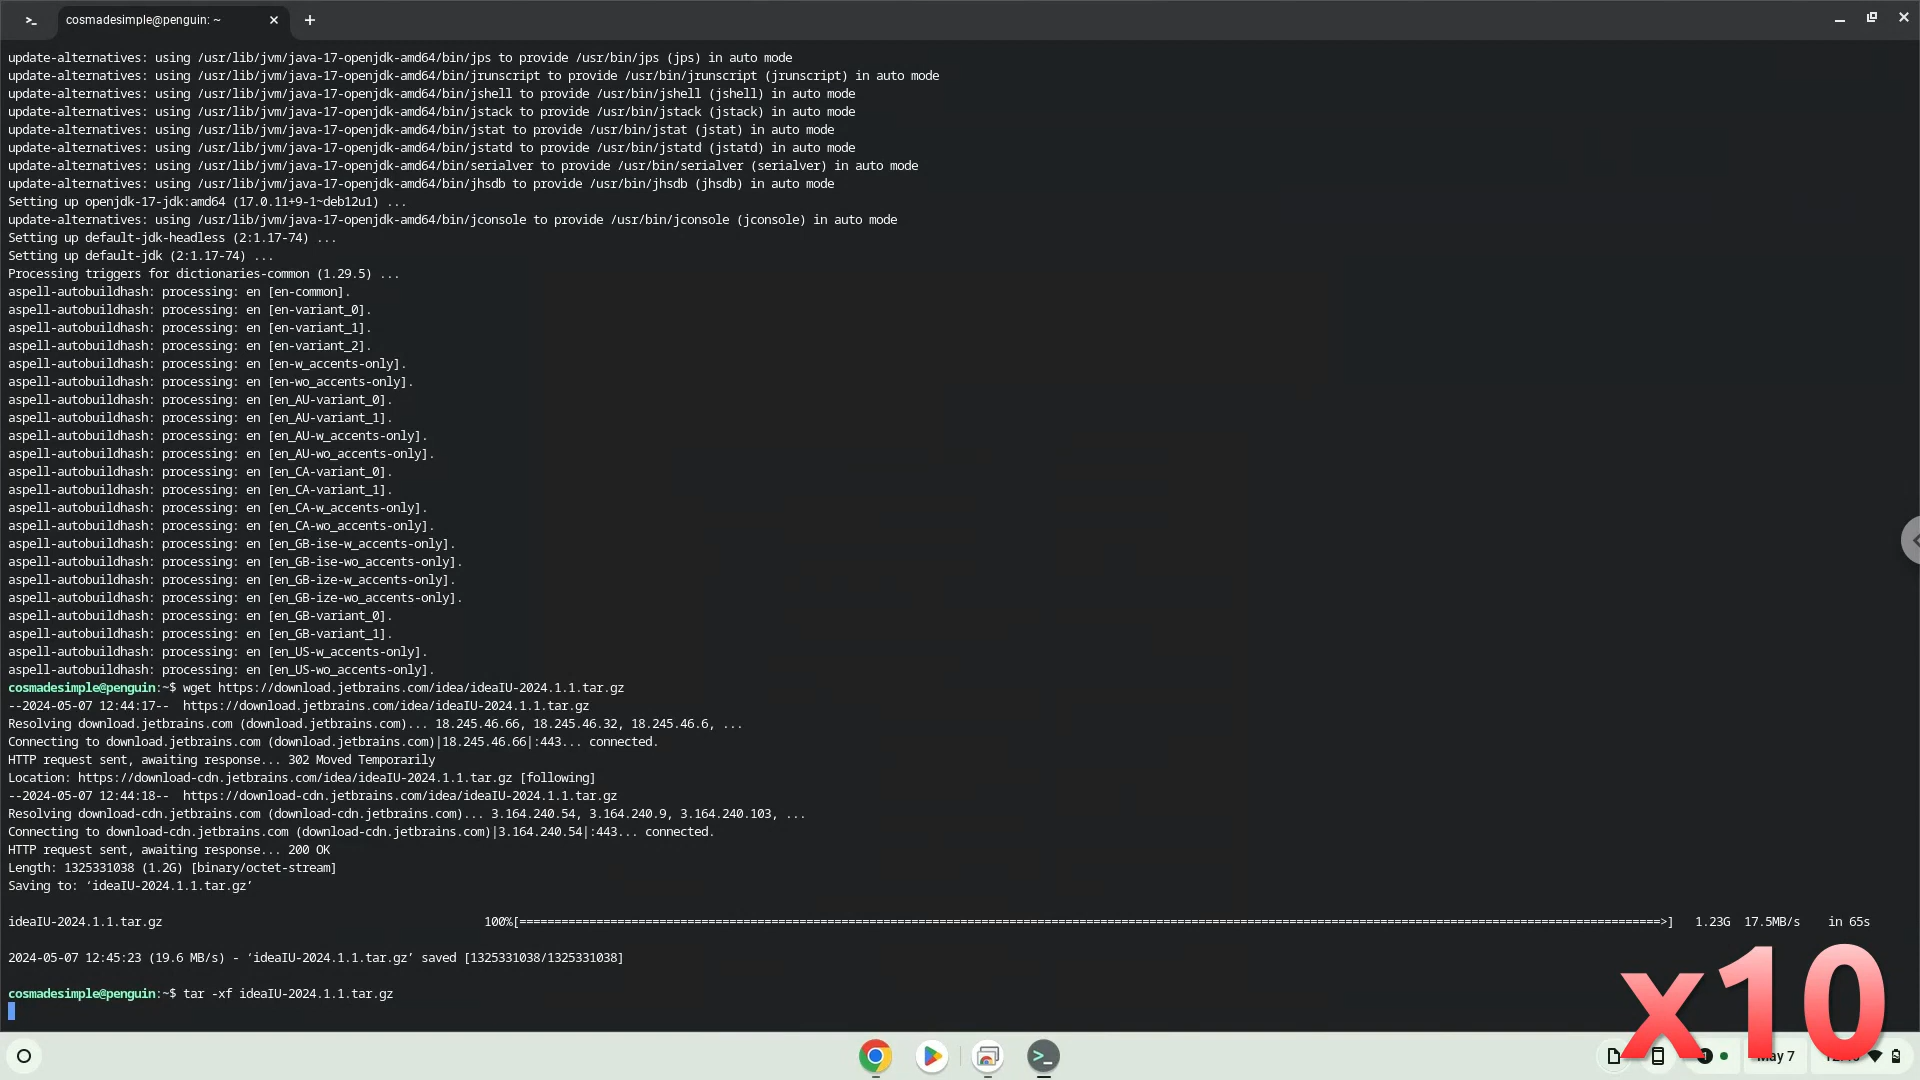 cosmadesimple@penguin: ~
update-alternatives: using /usr/lib/jvm/java-17-openjdk-amd64/bin/jps to provide /usr/bin/jps (jps) in auto mode
update-alternatives: using /usr/lib/jvm/java-17-openjdk-amd64/bin/jrunscript to provide /usr/bin/jrunscript (jrunscript) in auto mode
update-alternatives: using /usr/lib/jvm/java-17-openjdk-amd64/bin/jshell to provide /usr/bin/jshell (jshell) in auto mode
update-alternatives: using /usr/lib/jvm/java-17-openjdk-amd64/bin/jstack to provide /usr/bin/jstack (jstack) in auto mode
update-alternatives: using /usr/lib/jvm/java-17-openjdk-amd64/bin/jstat to provide /usr/bin/jstat (jstat) in auto mode
update-alternatives: using /usr/lib/jvm/java-17-openjdk-amd64/bin/jstatd to provide /usr/bin/jstatd (jstatd) in auto mode
update-alternatives: using /usr/lib/jvm/java-17-openjdk-amd64/bin/serialver to provide /usr/bin/serialver (serialver) in auto mode
update-alternatives: using /usr/lib/jvm/java-17-openjdk-amd64/bin/jhsdb to provide /usr/bin/jhsdb (jhsdb) in auto mode
Setting up openjdk-17-jdk:amd64 (17.0.11+9-1~deb12u1) ...
update-alternatives: using /usr/lib/jvm/java-17-openjdk-amd64/bin/jconsole to provide /usr/bin/jconsole (jconsole) in auto mode
Setting up default-jdk-headless (2:1.17-74) ...
Setting up default-jdk (2:1.17-74) ...
Processing triggers for dictionaries-common (1.29.5) ...
aspell-autobuildhash: processing: en [en-common].
aspell-autobuildhash: processing: en [en-variant_0].
aspell-autobuildhash: processing: en [en-variant_1].
aspell-autobuildhash: processing: en [en-variant_2].
aspell-autobuildhash: processing: en [en-w_accents-only].
aspell-autobuildhash: processing: en [en-wo_accents-only].
aspell-autobuildhash: processing: en [en_AU-variant_0].
aspell-autobuildhash: processing: en [en_AU-variant_1].
aspell-autobuildhash: processing: en [en_AU-w_accents-only].
aspell-autobuildhash: processing: en [en_AU-wo_accents-only].
aspell-autobuildhash: processing: en [en_CA-variant_0].
aspell-autobuildhash: processing: en [en_CA-variant_1].
aspell-autobuildhash: processing: en [en_CA-w_accents-only].
aspell-autobuildhash: processing: en [en_CA-wo_accents-only].
aspell-autobuildhash: processing: en [en_GB-ise-w_accents-only].
aspell-autobuildhash: processing: en [en_GB-ise-wo_accents-only].
aspell-autobuildhash: processing: en [en_GB-ize-w_accents-only].
aspell-autobuildhash: processing: en [en_GB-ize-wo_accents-only].
aspell-autobuildhash: processing: en [en_GB-variant_0].
aspell-autobuildhash: processing: en [en_GB-variant_1].
aspell-autobuildhash: processing: en [en_US-w_accents-only].
aspell-autobuildhash: processing: en [en_US-wo_accents-only].
cosmadesimple@penguin:~$ wget https://download.jetbrains.com/idea/ideaIU-2024.1.1.tar.gz
--2024-05-07 12:44:17--  https://download.jetbrains.com/idea/ideaIU-2024.1.1.tar.gz
Resolving download.jetbrains.com (download.jetbrains.com)... 18.245.46.66, 18.245.46.32, 18.245.46.6, ...
Connecting to download.jetbrains.com (download.jetbrains.com)|18.245.46.66|:443... connected.
HTTP request sent, awaiting response... 302 Moved Temporarily
Location: https://download-cdn.jetbrains.com/idea/ideaIU-2024.1.1.tar.gz [following]
--2024-05-07 12:44:18--  https://download-cdn.jetbrains.com/idea/ideaIU-2024.1.1.tar.gz
Resolving download-cdn.jetbrains.com (download-cdn.jetbrains.com)... 3.164.240.54, 3.164.240.9, 3.164.240.103, ...
Connecting to download-cdn.jetbrains.com (download-cdn.jetbrains.com)|3.164.240.54|:443... connected.
HTTP request sent, awaiting response... 200 OK
Length: 1325331038 (1.2G) [binary/octet-stream]
Saving to: ‘ideaIU-2024.1.1.tar.gz’
ideaIU-2024.1.1.tar.gz 100%[===================>] 1.23G 17.5MB/s in 65s
2024-05-07 12:45:23 (19.6 MB/s) - ‘ideaIU-2024.1.1.tar.gz’ saved [1325331038/1325331038]
cosmadesimple@penguin:~$ tar -xf ideaIU-2024.1.1.tar.gz
x10
May 7